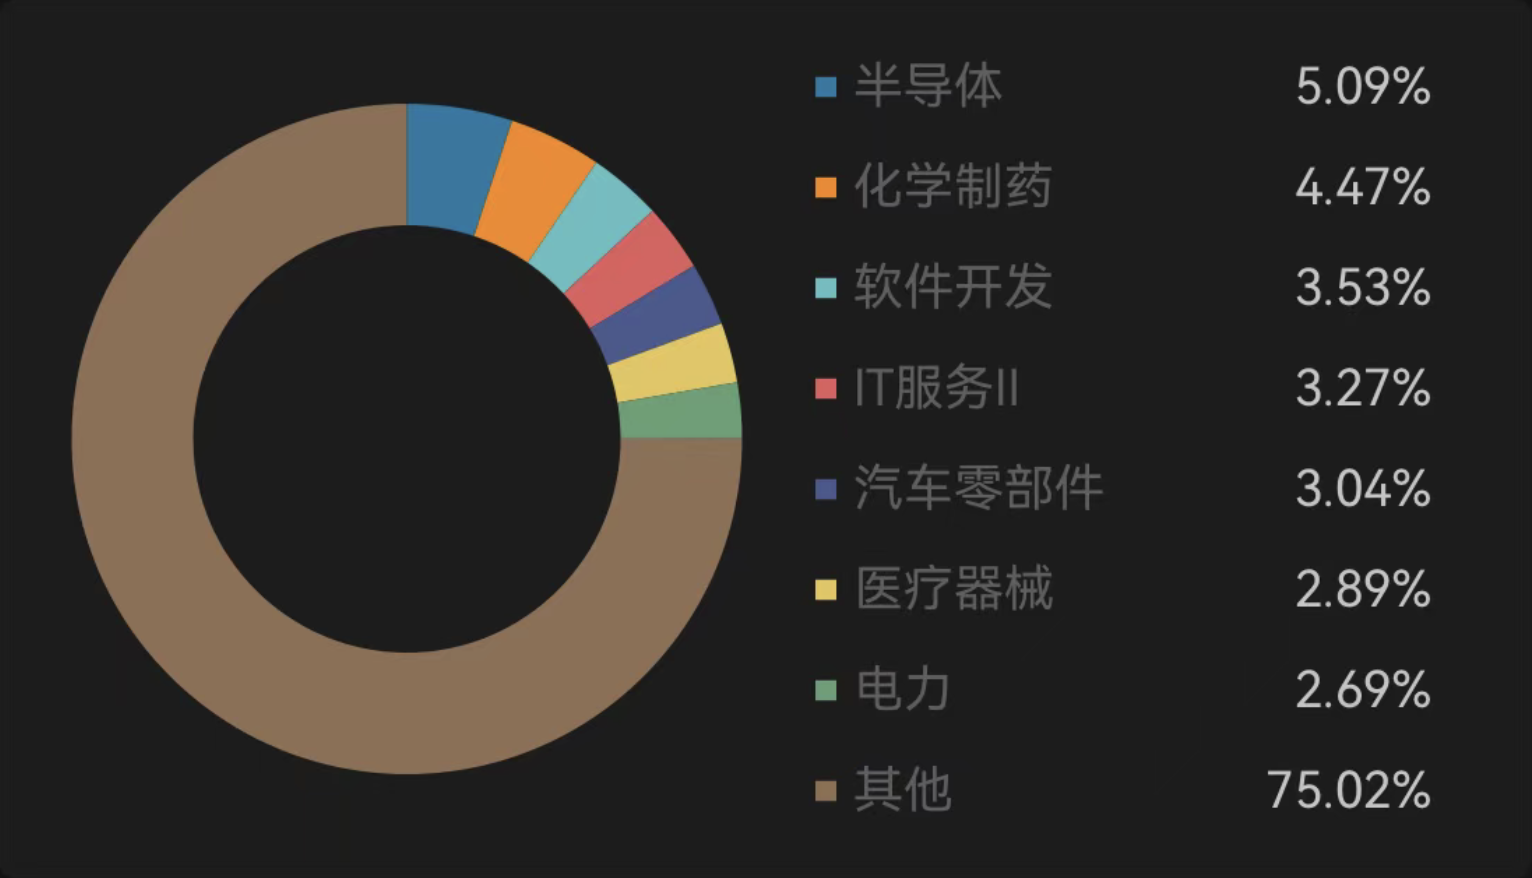 半导体 5.09%
化学制药 4.47%
软件开发 3.53%
IT服务II 3.27%
汽车零部件 3.04%
医疗器械 2.89%
电力 2.69%
其他 75.02%